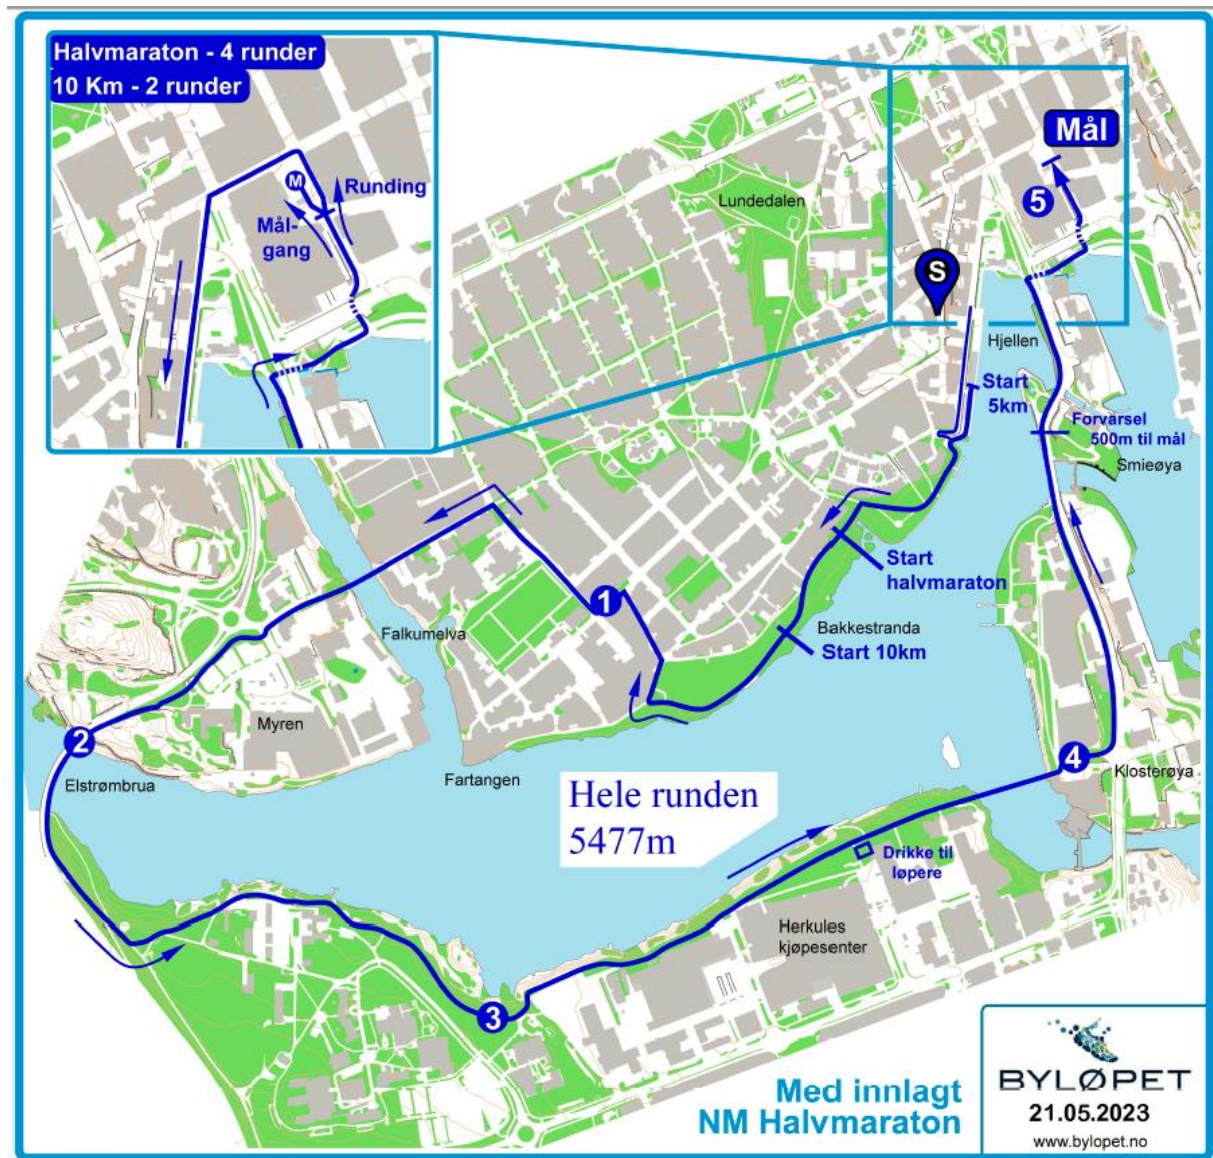 Halvmaraton - 4 runder
10 Km - 2 runder
M
Runding
Mål-
gang
Lundedalen
Mål
5
S
Hjellen
Start
5km
Forvarsel
500m til mål
Smieøya
Start
halvmaraton
1
Bakkestranda
Start 10km
Falkumelva
Myren
2
Elstrømbrua
Fartangen
4
Klosterøya
Hele runden
5477m
Drikke til
løpere
Herkules
kjøpesenter
3
Med innlagt
NM Halvmaraton
BYLØPET
21.05.2023
www.bylopet.no